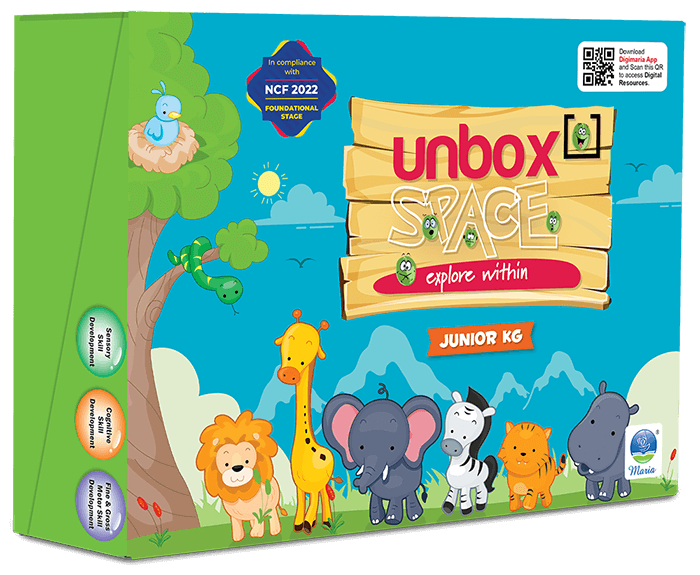 In compliance
with
NCF 2022
FOUNDATIONAL
STAGE
Download
Digimaria App
and Scan this QR
to access Digital
Resources.
unbox
SPACE
explore within
JUNIOR KG
Sensory
Skill
Development
Cognitive
Skill
Development
Fine & Gross
Motor Skill
Development
Maria